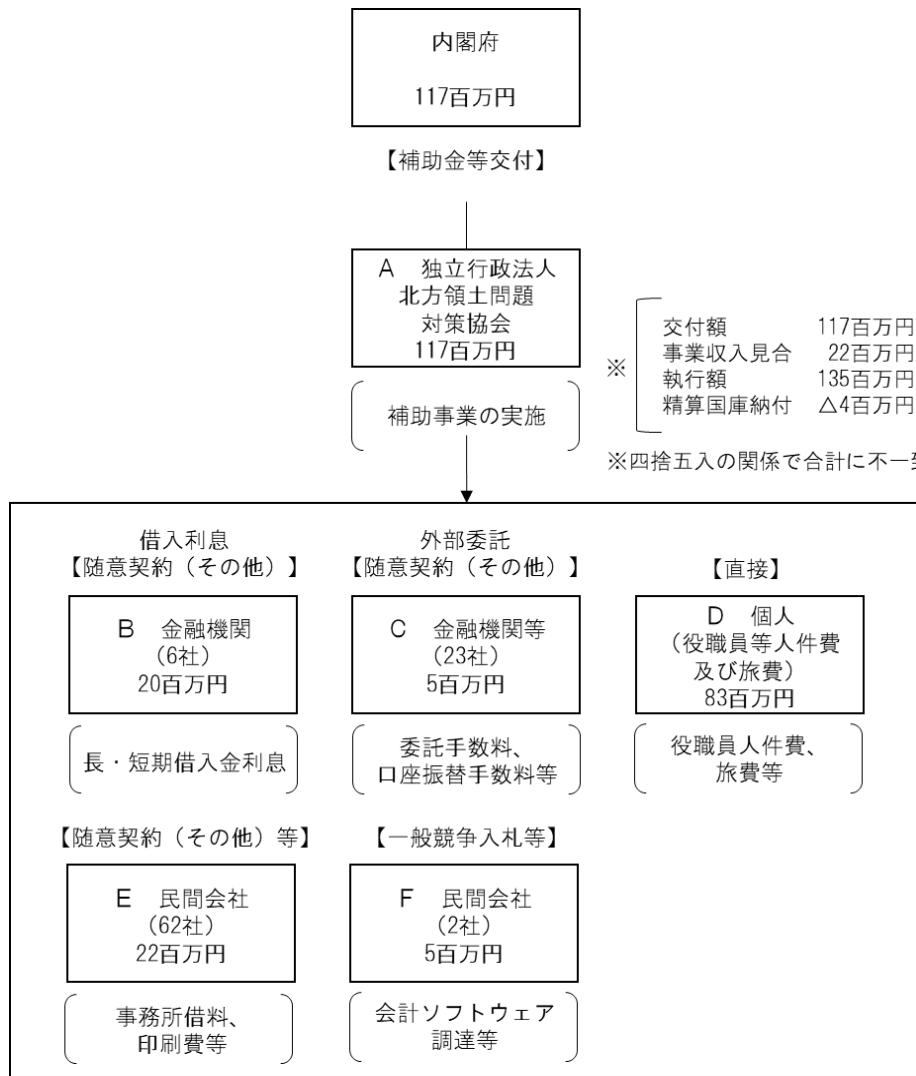 内閣府
117百万円
【補助金等交付】
A　独立行政法人
北方領土問題
対策協会
117百万円
補助事業の実施
※
交付額　117百万円
事業収入見合　22百万円
執行額　135百万円
精算国庫納付　△4百万円
※四捨五入の関係で合計に不一致
借入利息
【随意契約（その他）】
B　金融機関
（6社）
20百万円
長・短期借入金利息
外部委託
【随意契約（その他）】
C　金融機関等
（23社）
5百万円
委託手数料、
口座振替手数料等
【直接】
D　個人
（役職員等人件費
及び旅費）
83百万円
役職員人件費、
旅費等
【随意契約（その他）等】
E　民間会社
（62社）
22百万円
事務所借料、
印刷費等
【一般競争入札等】
F　民間会社
（2社）
5百万円
会計ソフトウェア
調達等